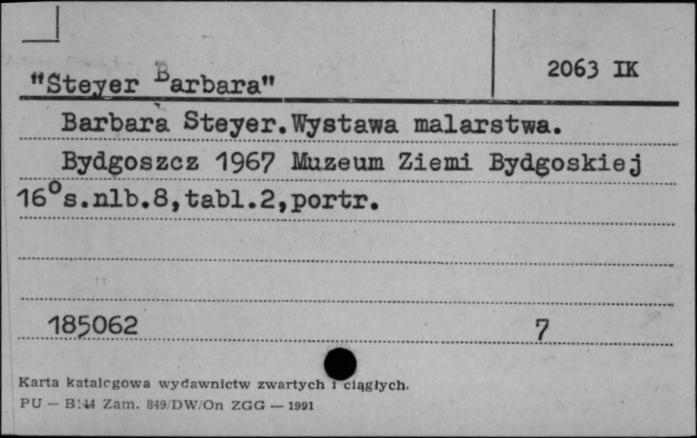 "Steyer Barbara"
2063 IK
Barbara Steyer.Wystawa malarstwa.
Bydgoszcz 1967 Muzeum Ziemi Bydgoskiej
16°s.nlb.8,tabl.2,portr.
185062
7
Karta katalogowa wydawnictw zwartych i ciągłych.
PU — B144 Zam. 849/DW/On ZGG — 1991